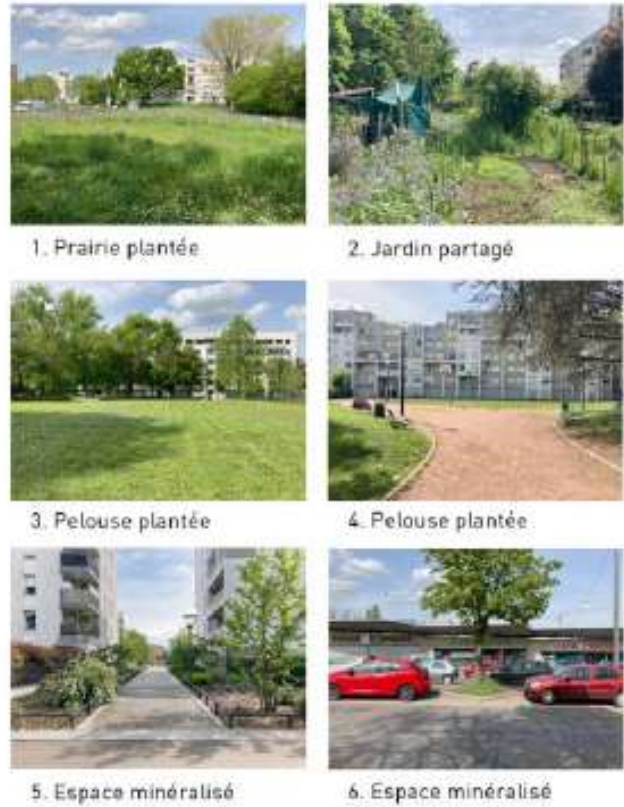 1. Prairie plantée
2. Jardin partagé
3. Pelouse plantée
4. Pelouse plantée
5. Espace minéralisé
6. Espace minéralisé